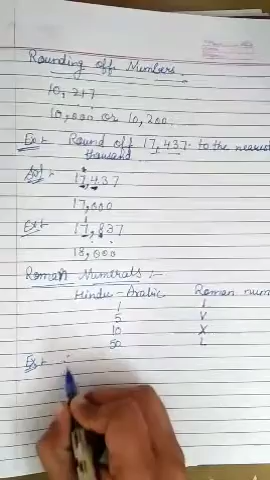 Rounding off Numbers
10,247
10,000 or 10,200.
Ex:- Round off 17,437 to the nearest
thousand
Sol:- 17,437
17,000
Ex:- 17,837
18,000
Roman Numerals :-
Hindu-Arabic Roman num
1 I
5 V
10 X
50 L
Ex:-